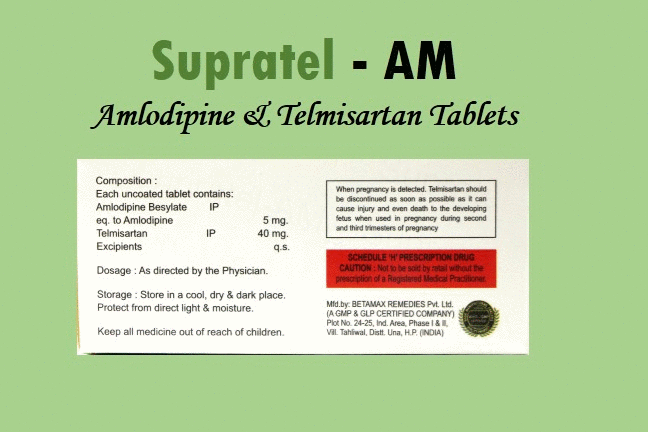 Supratel - AM
Amlodipine & Telmisartan Tablets
Composition :
Each uncoated tablet contains:
Amlodipine Besylate IP
eq. to Amlodipine 5 mg.
Telmisartan IP 40 mg.
Excipients q.s.
Dosage : As directed by the Physician.
Storage : Store in a cool, dry & dark place.
Protect from direct light & moisture.
Keep all medicine out of reach of children.
When pregnancy is detected. Telmisartan should
be discontinued as soon as possible as it can
cause injury and even death to the developing
fetus when used in pregnancy during second
and third trimesters of pregnancy
SCHEDULE 'H' PRESCRIPTION DRUG
CAUTION : Not to be sold by retail without the
prescription of a Registered Medical Practitioner.
Mfd.by: BETAMAX REMEDIES Pvt. Ltd.
(A GMP & GLP CERTIFIED COMPANY)
Plot No. 24-25, Ind. Area, Phase I & II,
Vill. Tahliwal, Distt. Una, H.P. (INDIA)